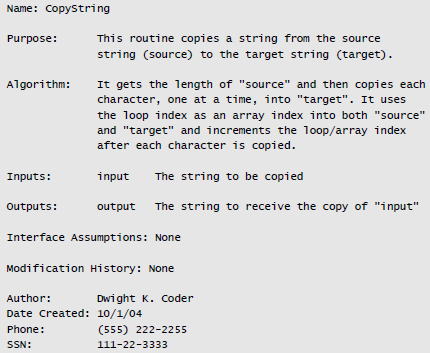 Name: CopyString
Purpose: This routine copies a string from the source
string (source) to the target string (target).
Algorithm: It gets the length of "source" and then copies each
character, one at a time, into "target". It uses
the loop index as an array index into both "source"
and "target" and increments the loop/array index
after each character is copied.
Inputs: input The string to be copied
Outputs: output The string to receive the copy of "input"
Interface Assumptions: None
Modification History: None
Author: Dwight K. Coder
Date Created: 10/1/04
Phone: (555) 222-2255
SSN: 111-22-3333